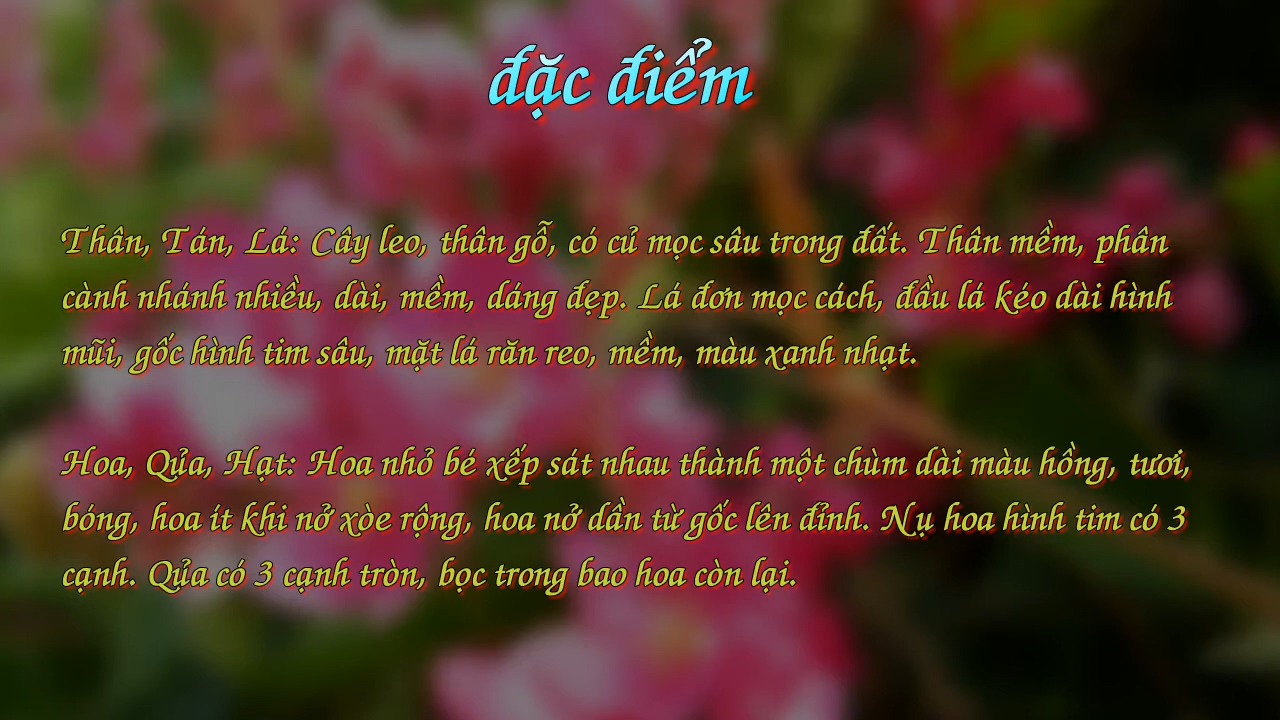 đặc điểm
Thân, Tán, Lá: Cây leo, thân gỗ, có củ mọc sâu trong đất. Thân mềm, phân
cành nhánh nhiều, dài, mềm, dáng đẹp. Lá đơn mọc cách, đầu lá kéo dài hình
mũi, gốc hình tim sâu, mặt lá răn reo, mềm, màu xanh nhạt.
Hoa, Qủa, Hạt: Hoa nhỏ bé xếp sát nhau thành một chùm dài màu hồng, tươi,
bóng, hoa ít khi nở xòe rộng, hoa nở dần từ gốc lên đỉnh. Nụ hoa hình tim có 3
cạnh. Qủa có 3 cạnh tròn, bọc trong bao hoa còn lại.